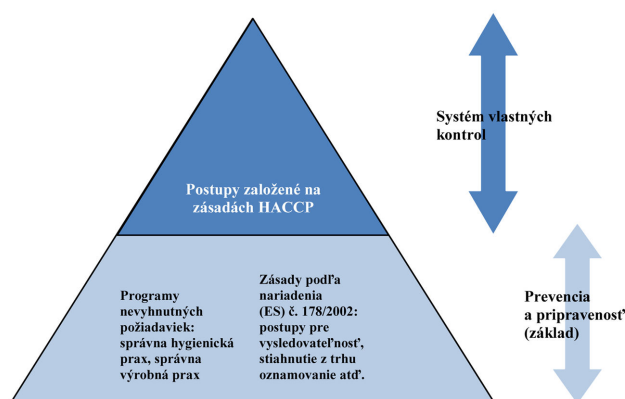 Systém vlastných
kontrol
Postupy založené na
zásadách HACCP
Programy
nevyhnutných
požiadaviek:
správna hygienická
prax, správna
výrobná prax
Zásady podľa
nariadenia
(ES) č. 178/2002:
postupy pre
vysledovateľnosť,
stiahnutie z trhu
oznamovanie atď.
Prevencia
a pripravenosť
(základ)